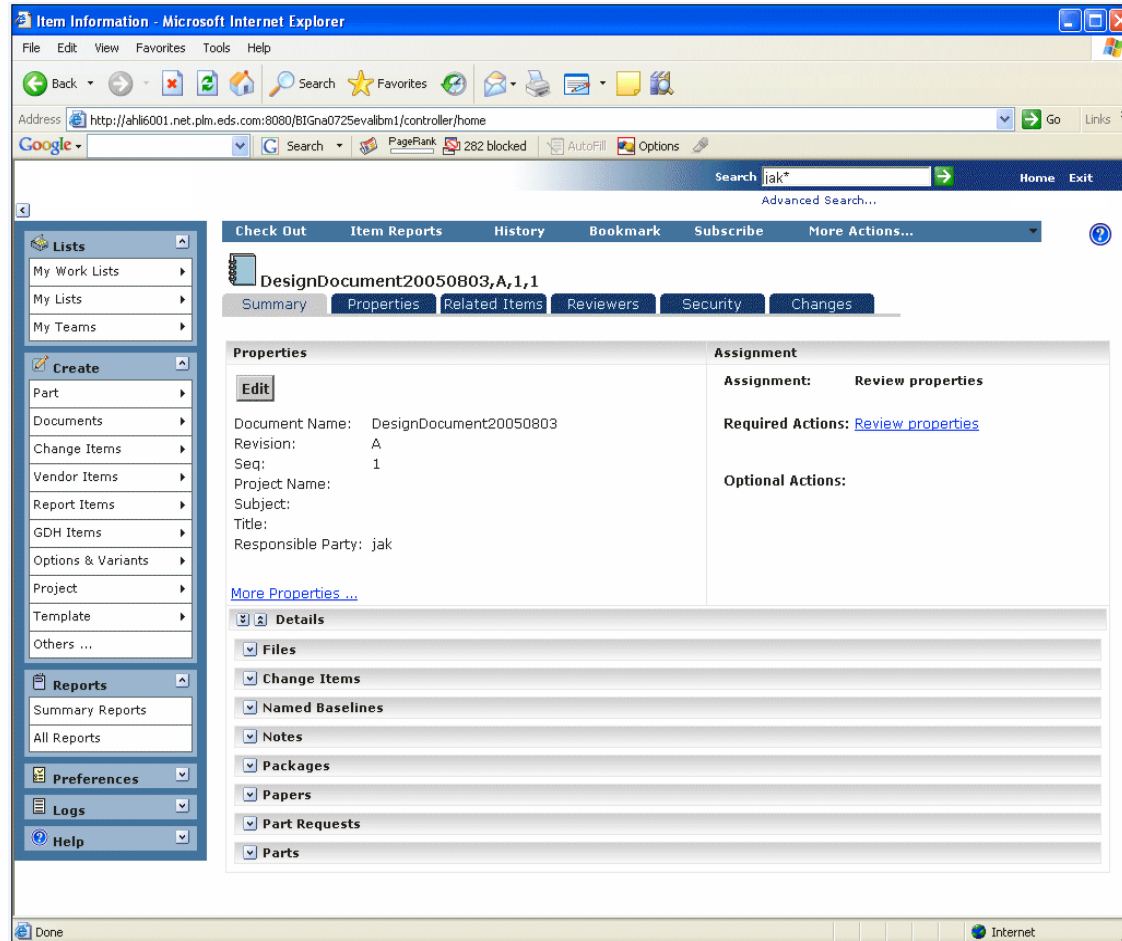 Item Information - Microsoft Internet Explorer
File Edit View Favorites Tools Help
Back Search Favorites
Address http://ahli6001.net.plm.eds.com:8080/BIGna0725evalibm1/controller/home Go Links
Google Search PageRank 282 blocked AutoFill Options
Search jak* Home Exit
Advanced Search...
Check Out Item Reports History Bookmark Subscribe More Actions...
DesignDocument20050803,A,1,1
Summary Properties Related Items Reviewers Security Changes
Lists
My Work Lists
My Lists
My Teams
Create
Part
Documents
Change Items
Vendor Items
Report Items
GDH Items
Options & Variants
Project
Template
Others ...
Reports
Summary Reports
All Reports
Preferences
Logs
Help
Properties
Edit
Document Name: DesignDocument20050803
Revision: A
Seq: 1
Project Name:
Subject:
Title:
Responsible Party: jak
More Properties ...
Assignment
Assignment: Review properties
Required Actions: Review properties
Optional Actions:
Details
Files
Change Items
Named Baselines
Notes
Packages
Papers
Part Requests
Parts
Done Internet